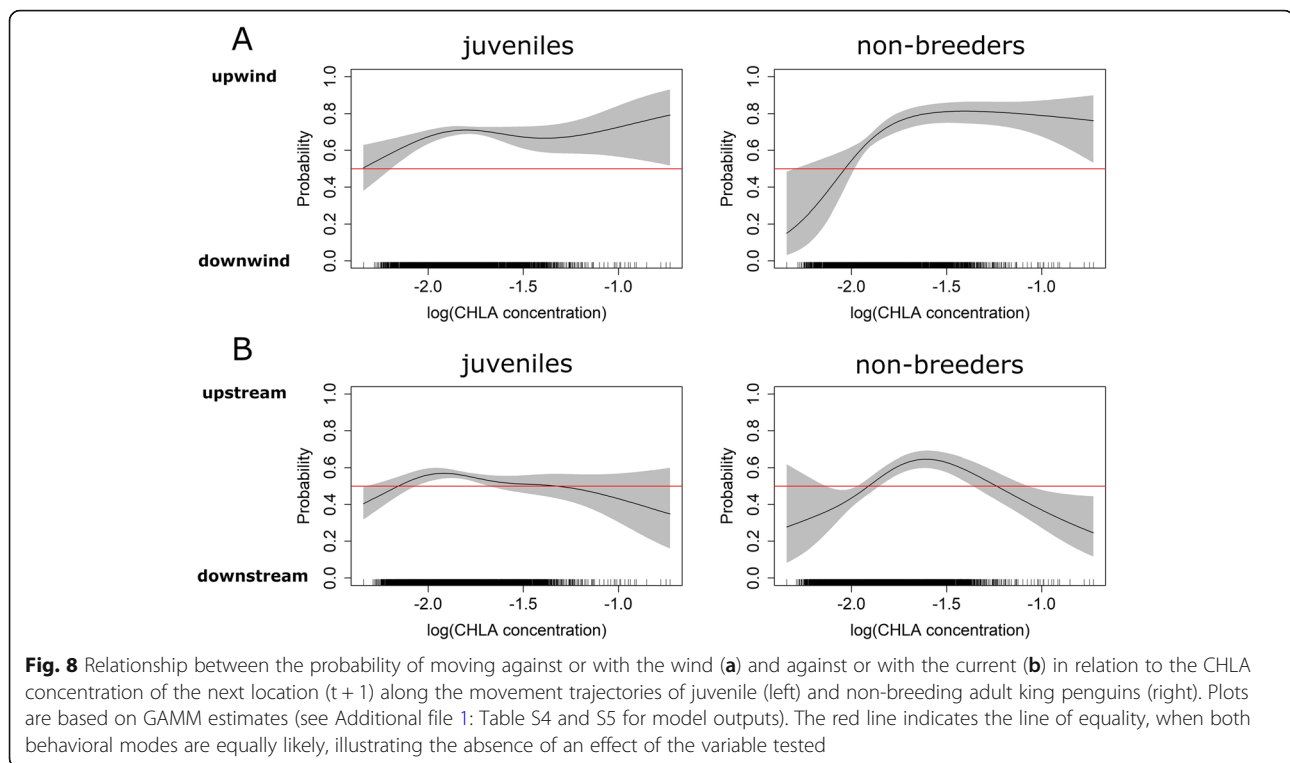 A
juveniles
non-breeders
upwind
downwind
Probability
0.0 0.2 0.4 0.6 0.8 1.0
-2.0 -1.5 -1.0
log(CHLA concentration)
Probability
0.0 0.2 0.4 0.6 0.8 1.0
-2.0 -1.5 -1.0
log(CHLA concentration)
B
juveniles
non-breeders
upstream
downstream
Probability
0.0 0.2 0.4 0.6 0.8 1.0
-2.0 -1.5 -1.0
log(CHLA concentration)
Probability
0.0 0.2 0.4 0.6 0.8 1.0
-2.0 -1.5 -1.0
log(CHLA concentration)
Fig. 8 Relationship between the probability of moving against or with the wind (a) and against or with the current (b) in relation to the CHLA
concentration of the next location (t + 1) along the movement trajectories of juvenile (left) and non-breeding adult king penguins (right). Plots
are based on GAMM estimates (see Additional file 1: Table S4 and S5 for model outputs). The red line indicates the line of equality, when both
behavioral modes are equally likely, illustrating the absence of an effect of the variable tested